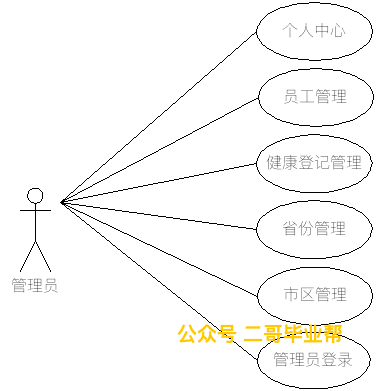 个人中心
员工管理
健康登记管理
省份管理
管理员
市区管理
公众号 二哥毕业帮
管理员登录